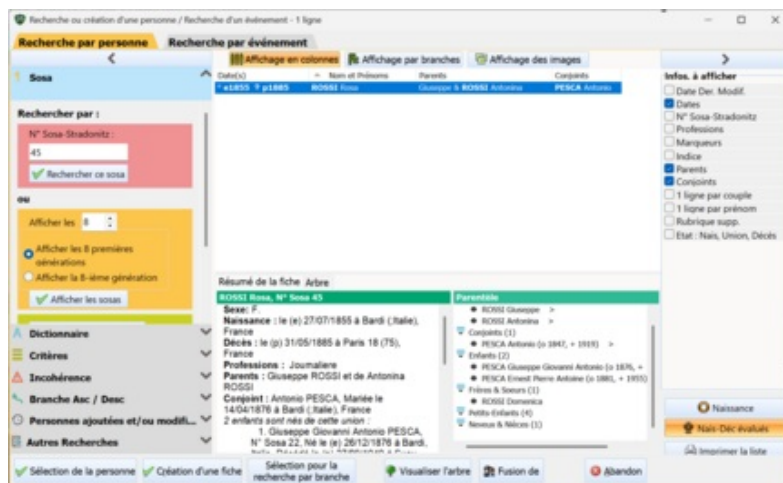 Recherche ou création d'une personne / Recherche d'un événement - 1 ligne
Recherche par personne
Recherche par événement
Sosa
Rechercher par :
N° Sosa-Stradonitz :
45
Rechercher ce sosa
ou
Afficher les 8
Afficher les 8 premières générations
Afficher la 8-ième génération
Afficher les sosas
Dictionnaire
Critères
Incohérence
Branche Asc / Desc
Personnes ajoutées et/ou modifi...
Autres Recherches
Affichage en colonnes
Affichage par branches
Affichage des images
Date(s) Nom et Prénoms Parents Conjoints
° e1855 † p1885 ROSSI Rosa Giuseppe & ROSSI Antonina PESCA Antonio
Résumé de la fiche Arbre
ROSSI Rosa, N° Sosa 45
Sexe: F.
Naissance : le (e) 27/07/1855 à Bardi (;Italie),
France
Décès : le (p) 31/05/1885 à Paris 18 (75),
France
Professions : Journaliere
Parents : Giuseppe ROSSI et de Antonina
ROSSI
Conjoint : Antonio PESCA, Mariée le
14/04/1876 à Bardi (;Italie), France
2 enfants sont nés de cette union :
1. Giuseppe Giovanni Antonio PESCA,
N° Sosa 22, Né le (e) 26/12/1876 à Bardi,
Parentèle
ROSSI Giuseppe >
ROSSI Antonina >
Conjoints (1)
PESCA Antonio (o 1847, + 1919) >
Enfants (2)
PESCA Giuseppe Giovanni Antonio (o 1876, +
PESCA Ernest Pierre Antoine (o 1881, + 1955)
Frères & Soeurs (1)
ROSSI Domenica
Petits-Enfants (4)
Neveux & Nièces (1)
Infos. à afficher
Date Der. Modif.
Dates
N° Sosa-Stradonitz
Professions
Marqueurs
Indice
Parents
Conjoints
1 ligne par couple
1 ligne par prénom
Rubrique supp.
Etat : Nais, Union, Décès
Naissance
Nais-Déc évalués
Imprimer la liste
Sélection de la personne
Création d'une fiche
Sélection pour la
recherche par branche
Visualiser l'arbre
Fusion de
Abandon